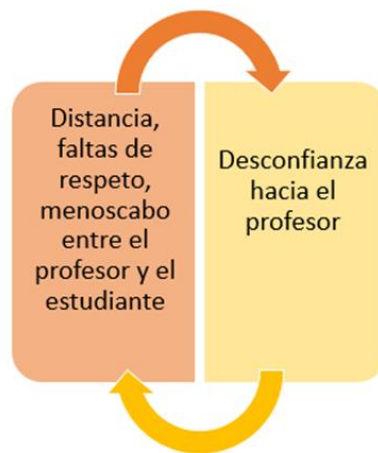 Distancia,
faltas de
respeto,
menoscabo
entre el
profesor y el
estudiante
Desconfianza
hacia el
profesor